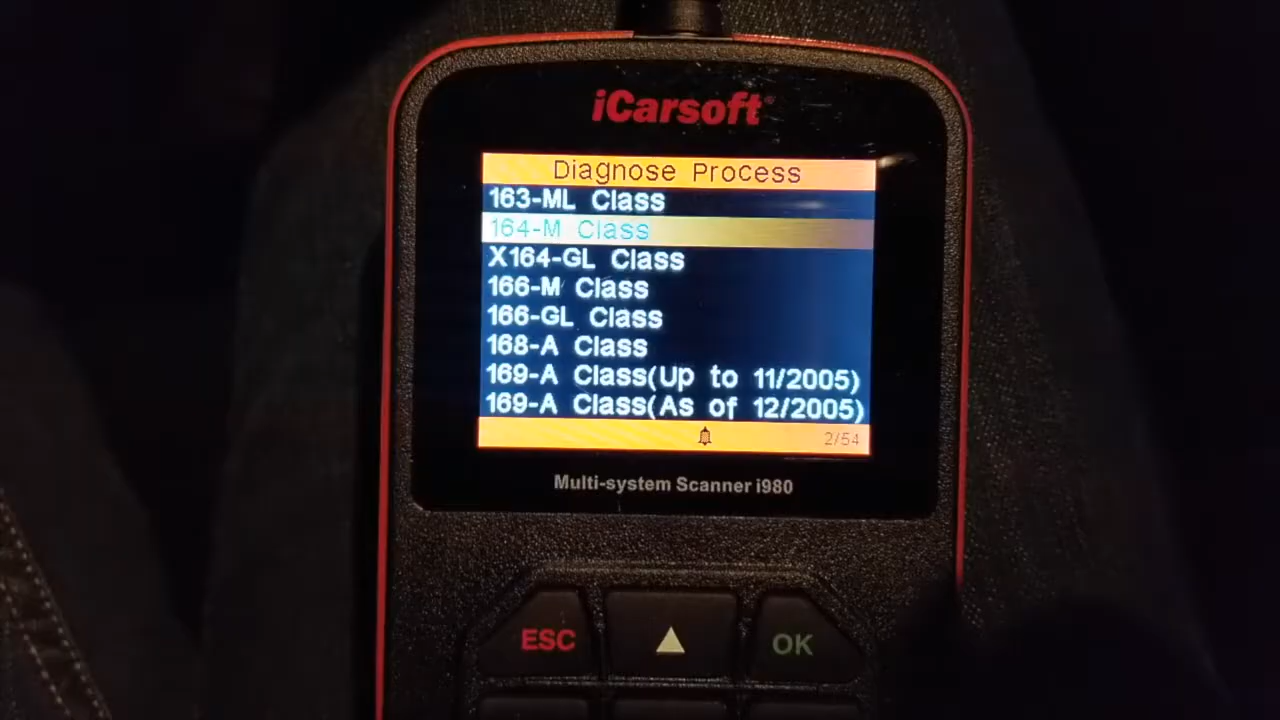 iCarsoft®
Diagnose Process
163-ML Class
164-M Class
X164-GL Class
166-M Class
166-GL Class
168-A Class
169-A Class(Up to 11/2005)
169-A Class(As of 12/2005)
2/54
Multi-system Scanner i980
ESC
OK